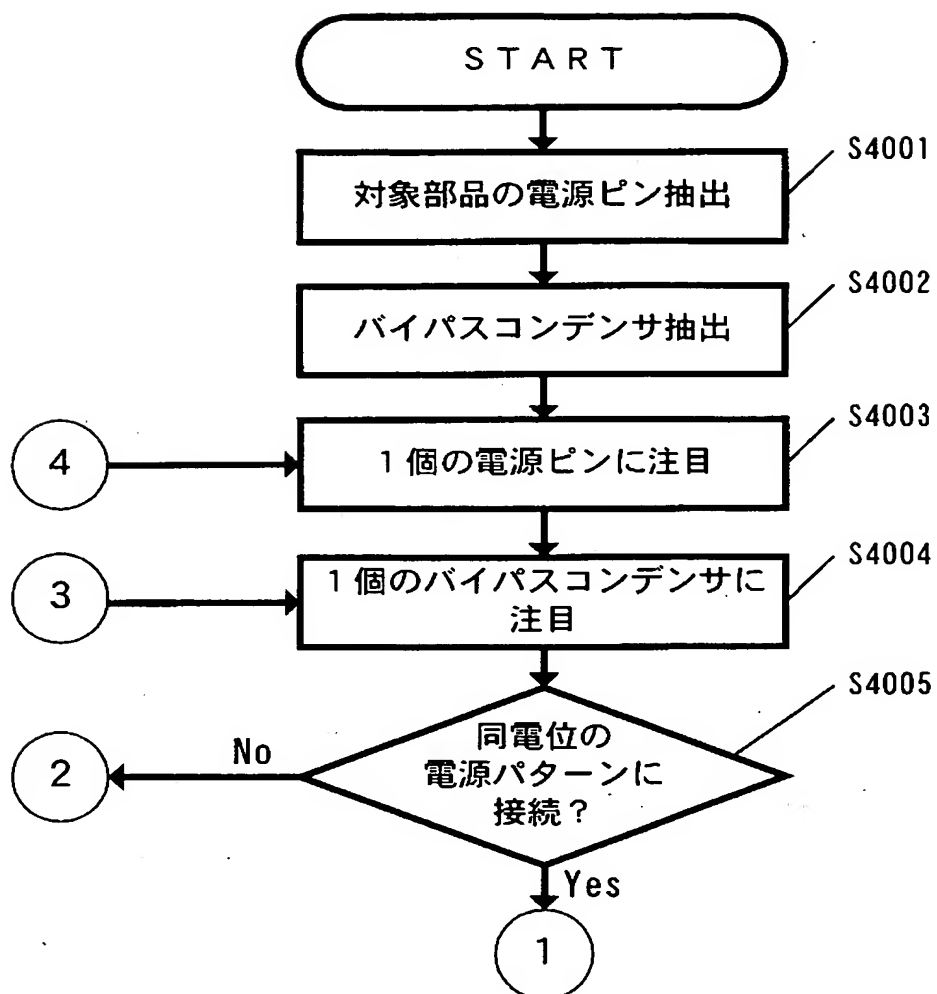 START
S4001
対象部品の電源ピン抽出
S4002
バイパスコンデンサ抽出
S4003
4
1個の電源ピンに注目
S4004
3
1個のバイパスコンデンサに
注目
S4005
同電位の
電源パターンに
接続?
No
2
Yes
1